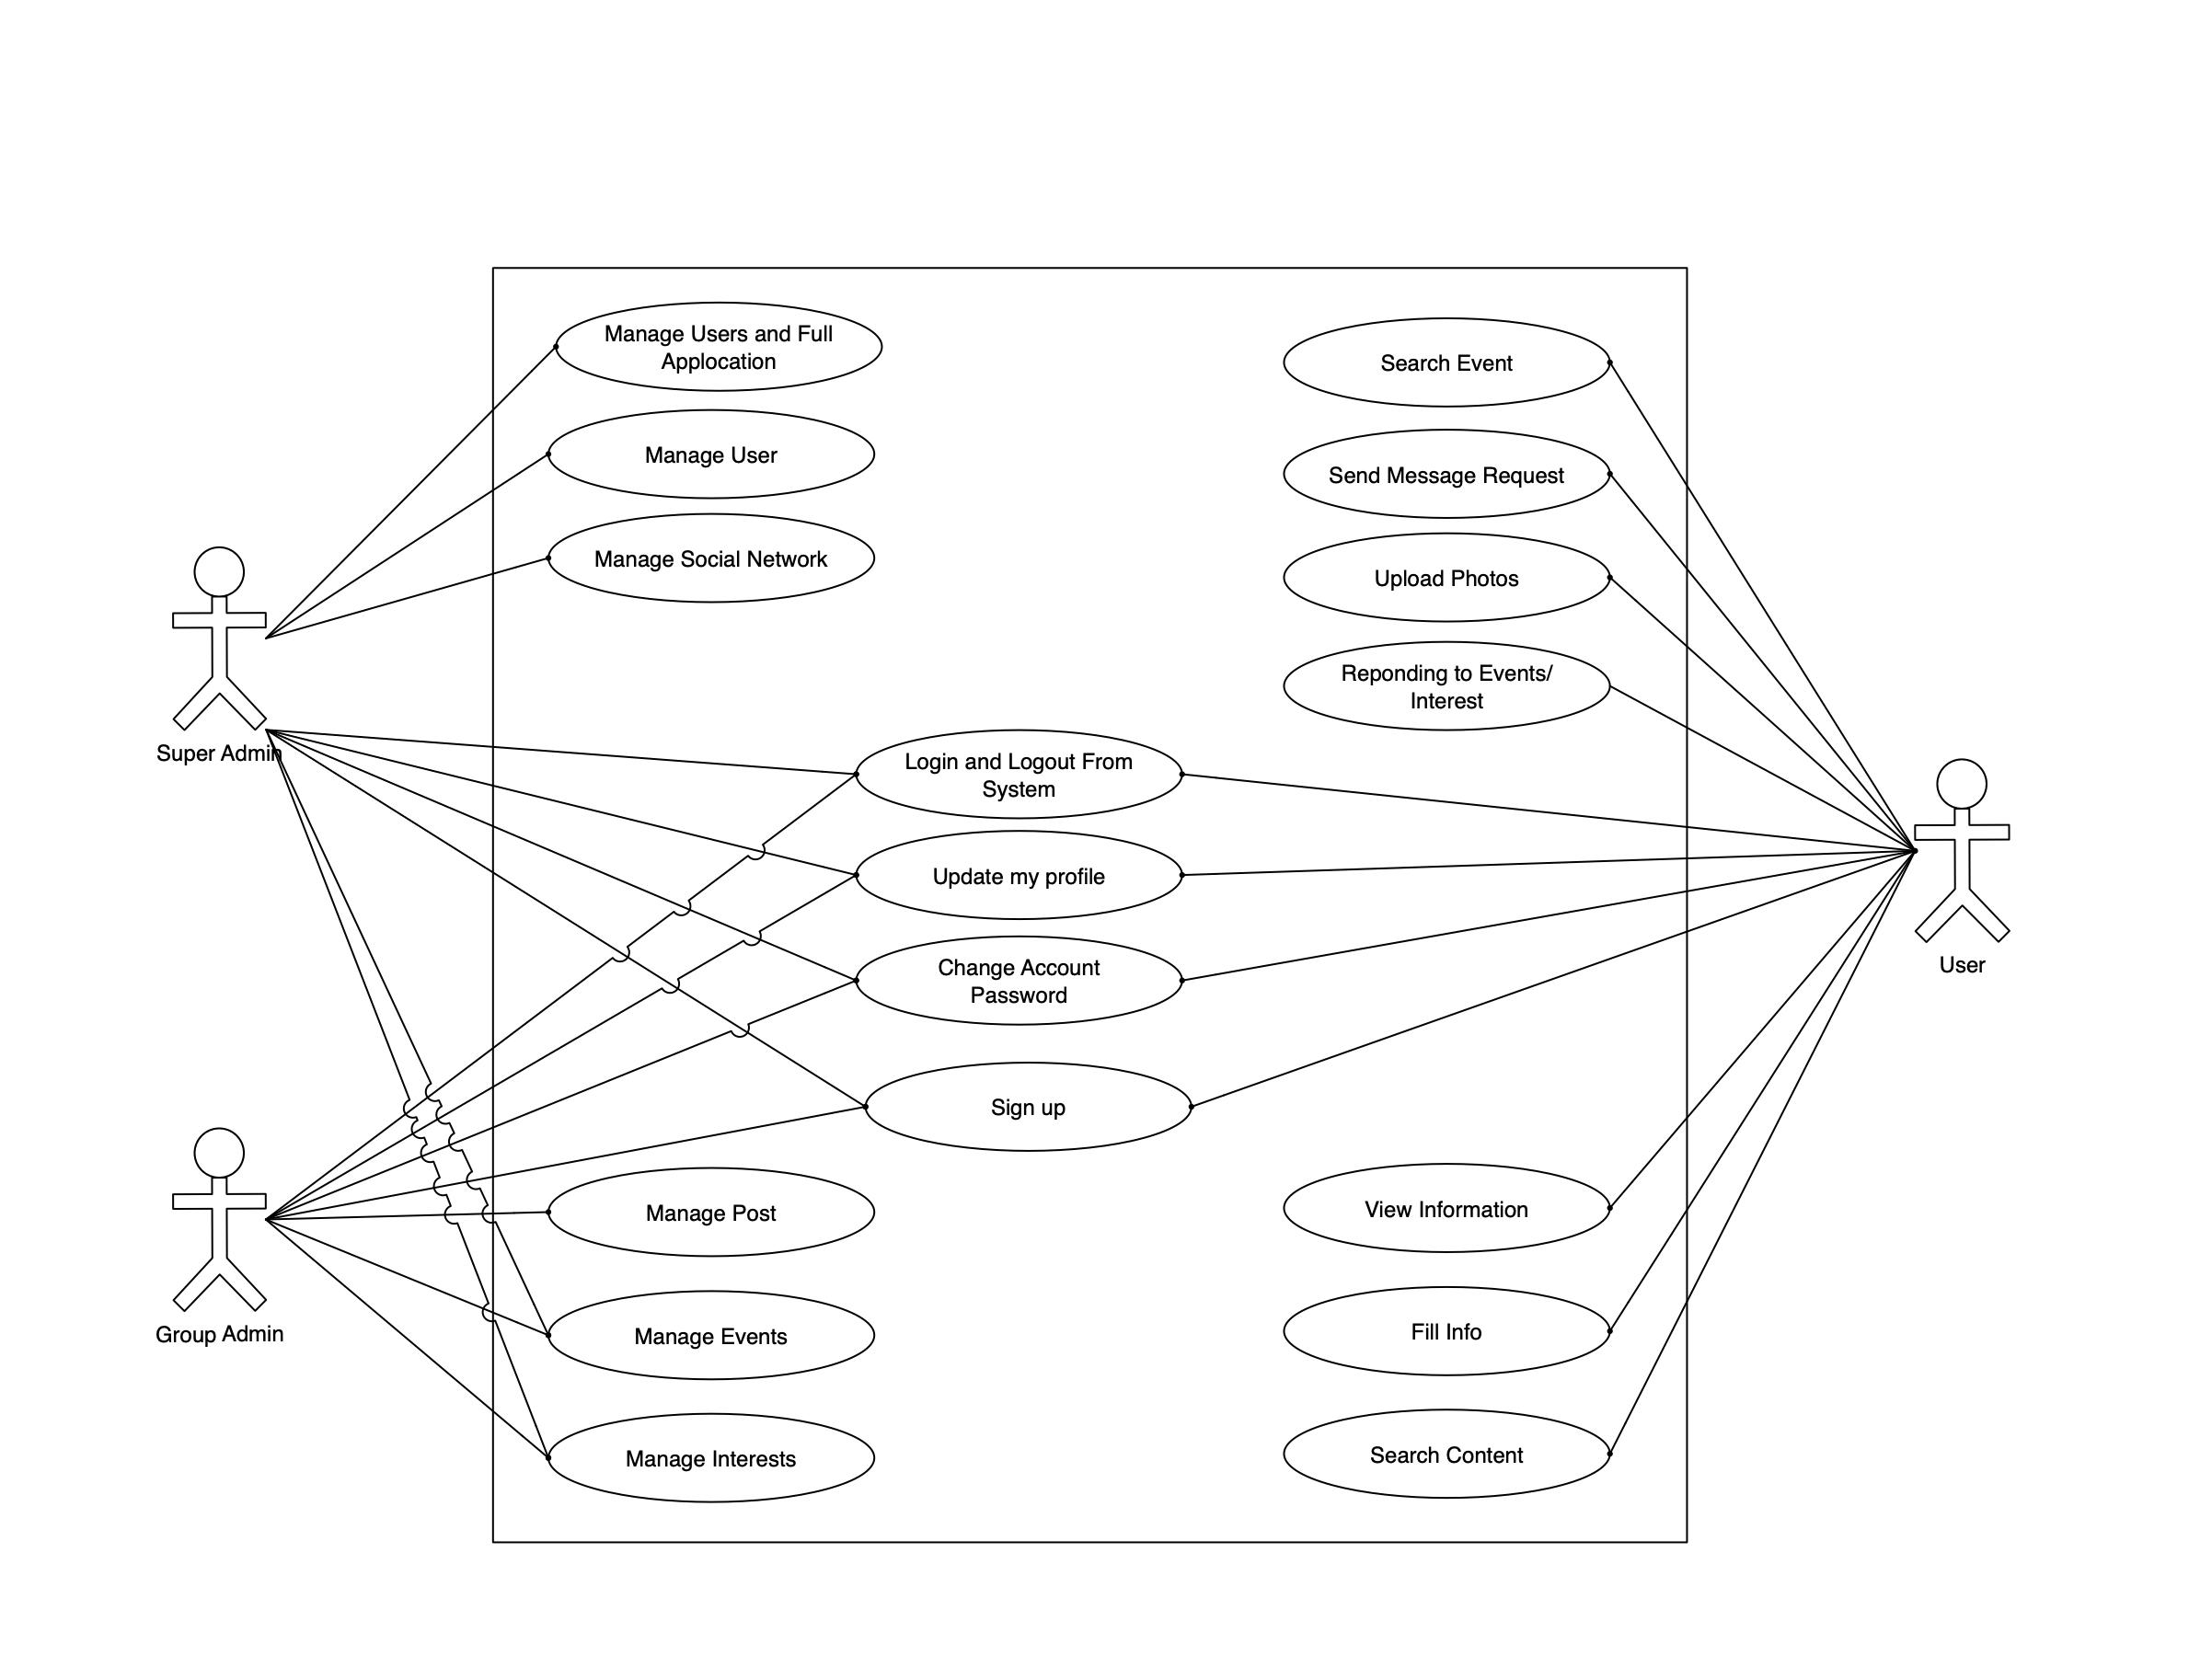 Manage Users and Full
Applocation
Search Event
Manage User
Send Message Request
Manage Social Network
Upload Photos
Reponding to Events/
Interest
Super Admin
Login and Logout From
System
Update my profile
User
Change Account
Password
Sign up
Manage Post
View Information
Group Admin
Manage Events
Fill Info
Manage Interests
Search Content